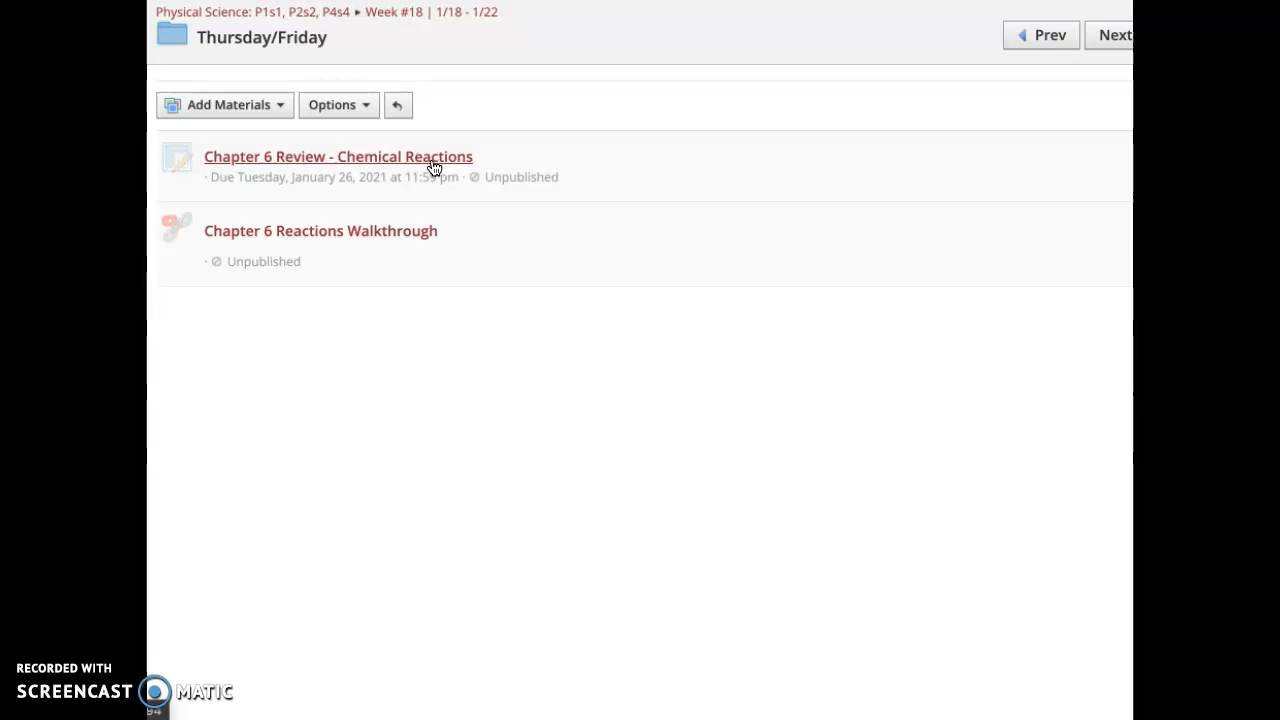 Physical Science: P1s1, P2s2, P4s4 ▸ Week #18 | 1/18 - 1/22
Thursday/Friday
Prev
Next
Add Materials
Options
Chapter 6 Review - Chemical Reactions
· Due Tuesday, January 26, 2021 at 11:59 pm · Unpublished
Chapter 6 Reactions Walkthrough
· Unpublished
RECORDED WITH
SCREENCAST MATIC
94